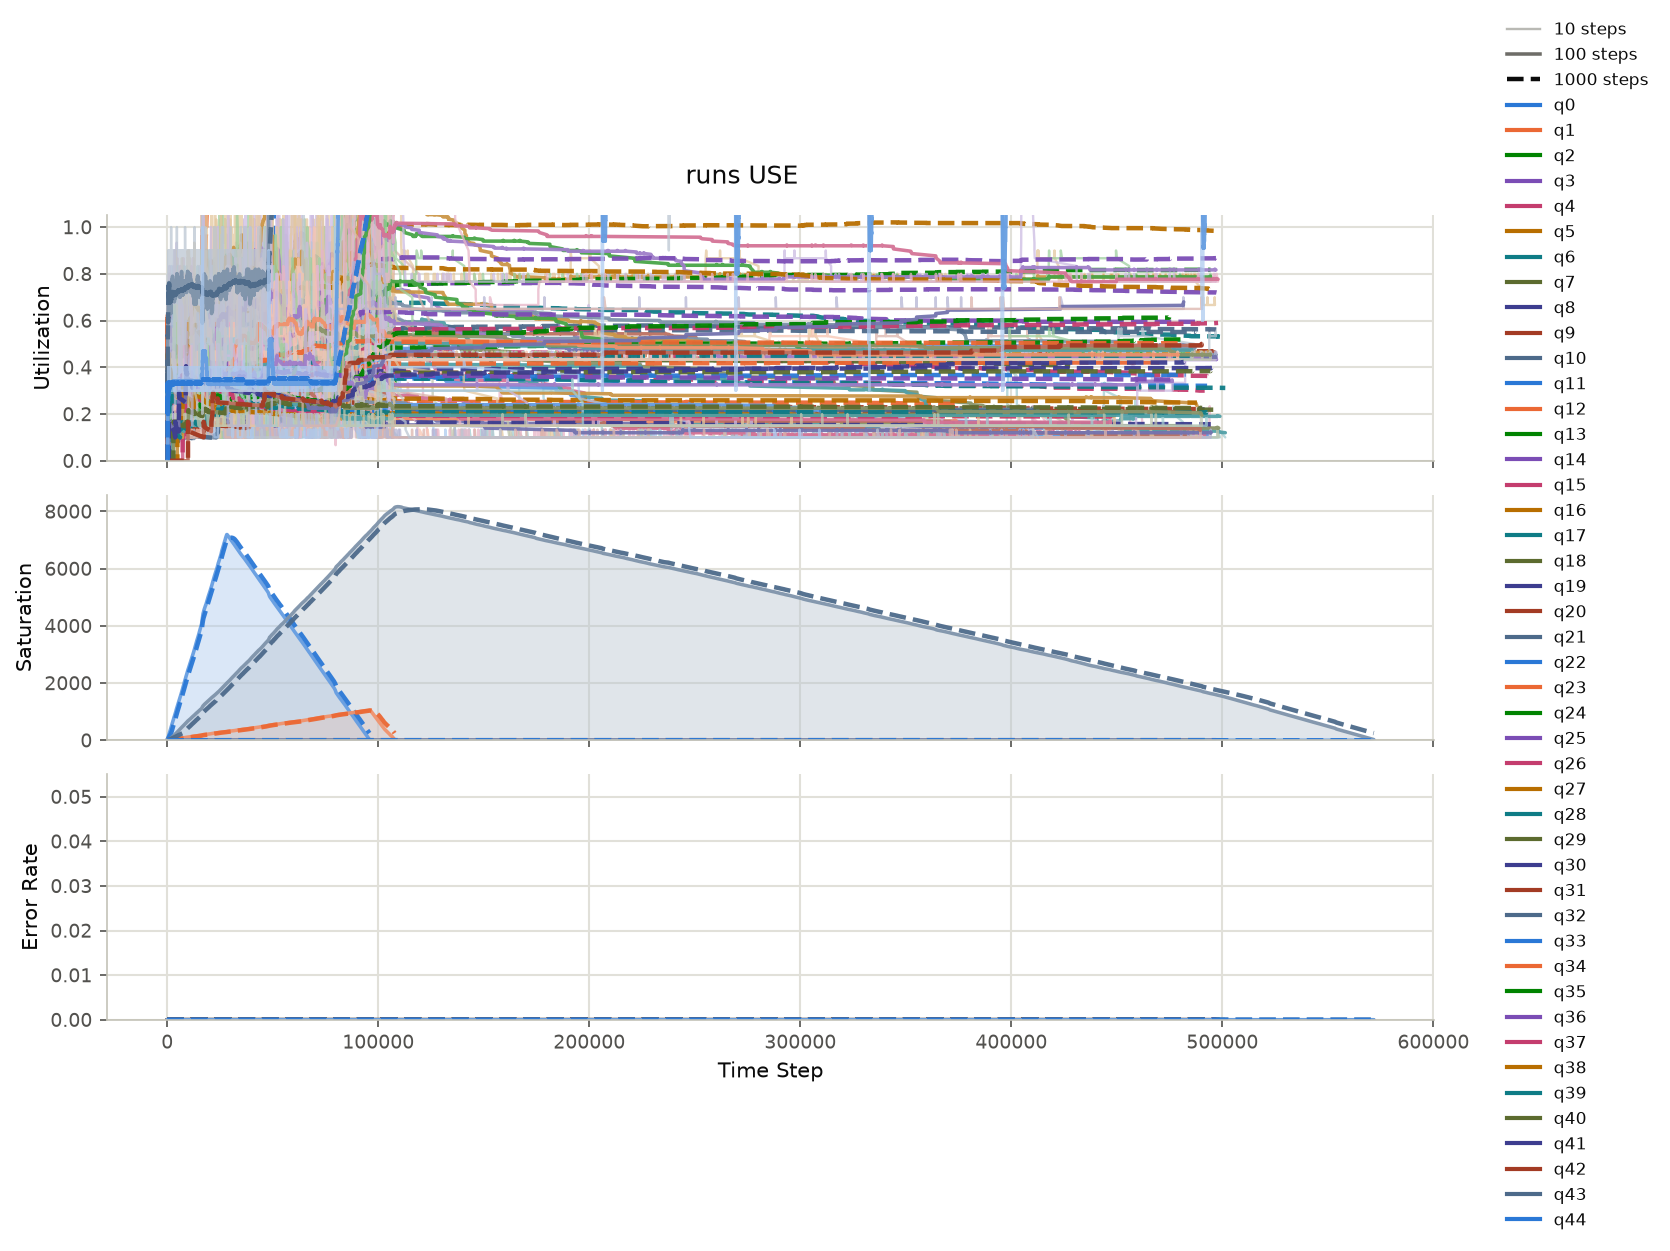 runs USE
Utilization
1.0
0.8
0.6
0.4
0.2
0.0
Saturation
8000
6000
4000
2000
0
Error Rate
0.05
0.04
0.03
0.02
0.01
0.00
0
100000
200000
300000
400000
500000
600000
Time Step
10 steps
100 steps
1000 steps
q0
q1
q2
q3
q4
q5
q6
q7
q8
q9
q10
q11
q12
q13
q14
q15
q16
q17
q18
q19
q20
q21
q22
q23
q24
q25
q26
q27
q28
q29
q30
q31
q32
q33
q34
q35
q36
q37
q38
q39
q40
q41
q42
q43
q44